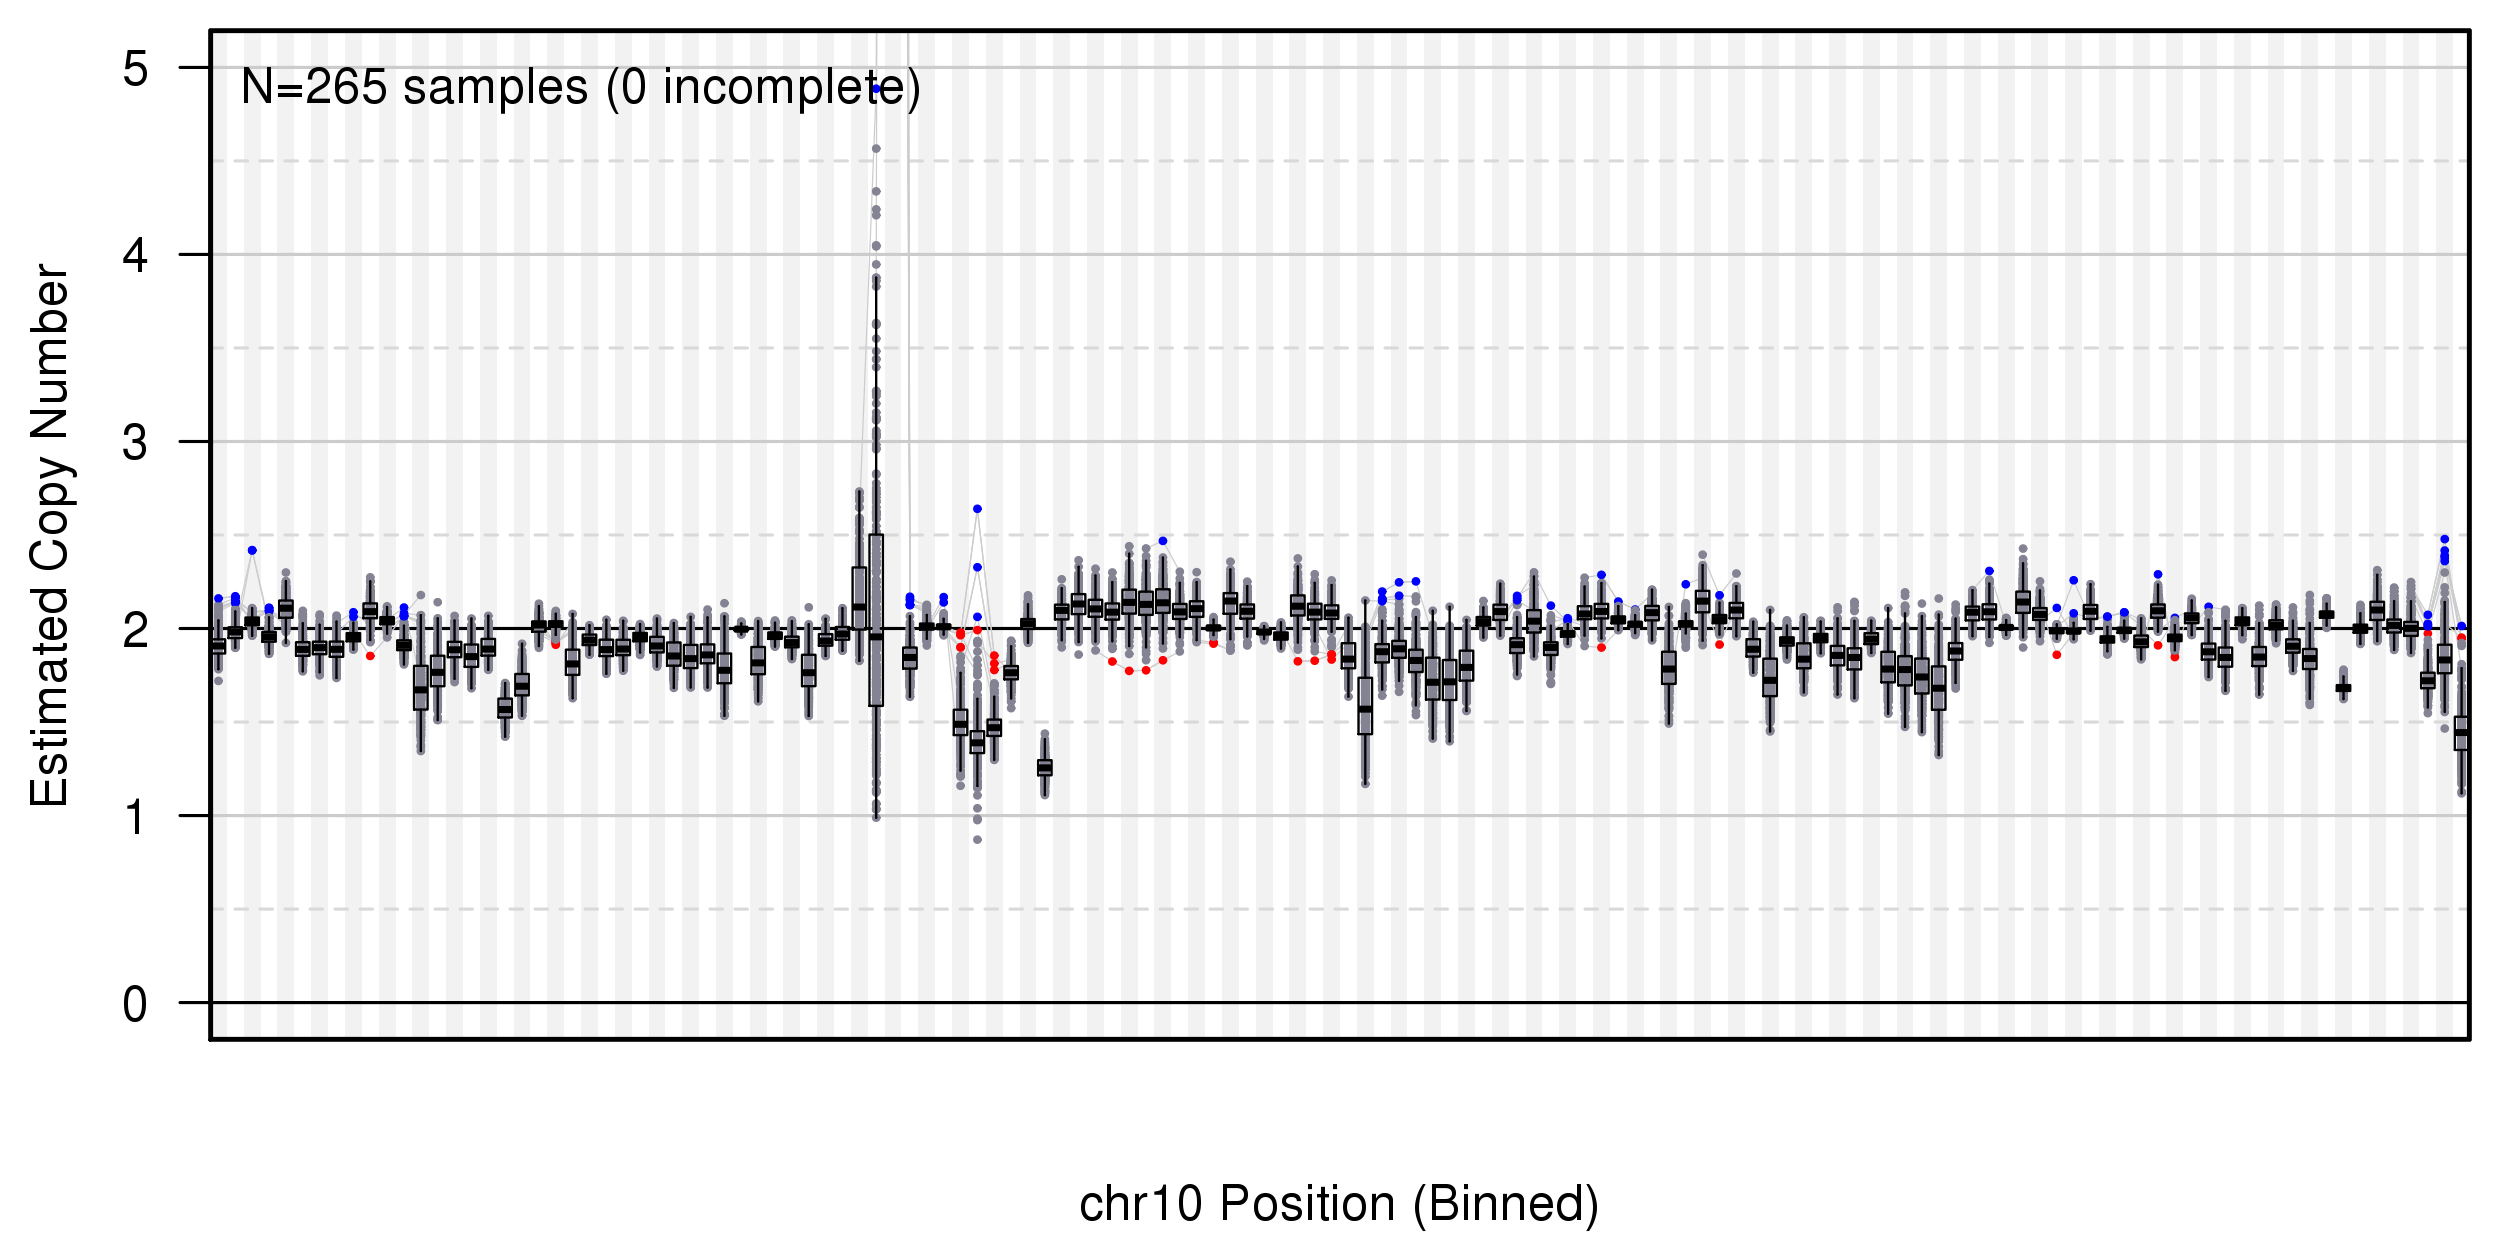 N=265 samples (0 incomplete)
5
4
3
2
1
0
Estimated Copy Number
chr10 Position (Binned)